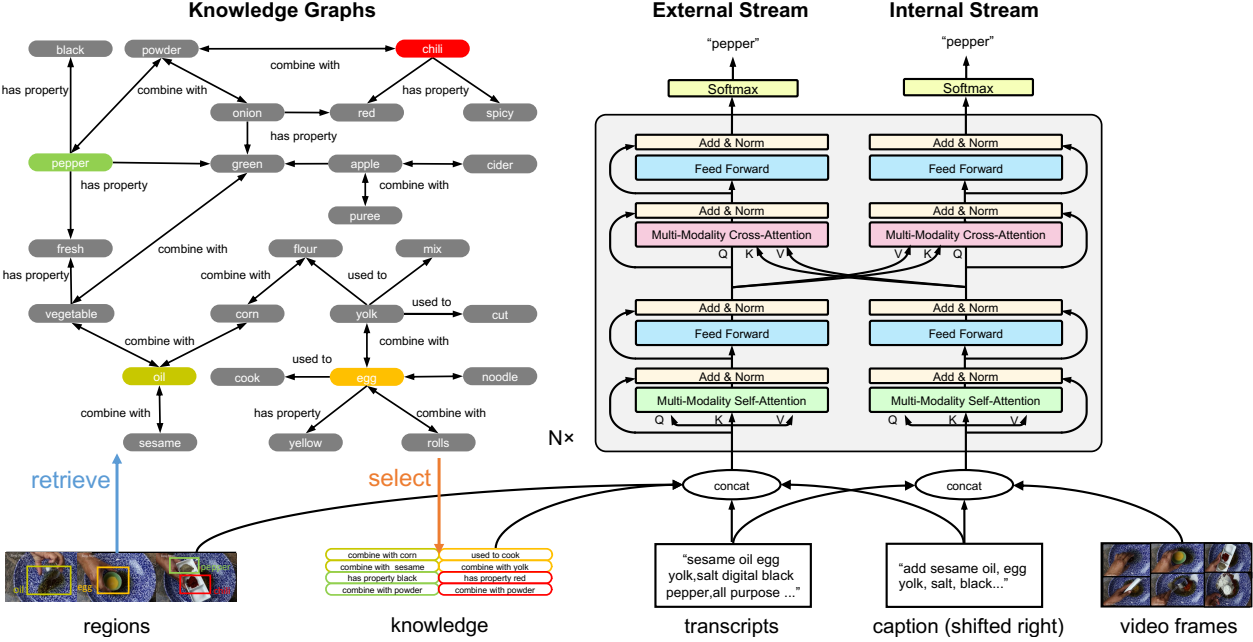 Knowledge Graphs
External Stream
Internal Stream
black
powder
chili
combine with
has property
combine with
has property
onion
red
spicy
has property
pepper
green
apple
cider
has property
combine with
puree
fresh
combine with
flour
mix
has property
combine with
used to
used to
vegetable
corn
yolk
cut
combine with
combine with
used to
oil
cook
egg
noodle
combine with
has property
combine with
sesame
yellow
rolls
retrieve
select
"pepper"
"pepper"
Softmax
Softmax
Add & Norm
Add & Norm
Feed Forward
Feed Forward
Add & Norm
Add & Norm
Multi-Modality Cross-Attention
Multi-Modality Cross-Attention
Q K V
V K Q
Add & Norm
Add & Norm
Feed Forward
Feed Forward
Add & Norm
Add & Norm
Multi-Modality Self-Attention
Multi-Modality Self-Attention
Q K V
Q K V
N×
concat
concat
oil
egg
pepper
combine with corn
used to cook
combine with sesame
combine with yolk
has property black
has property red
combine with powder
combine with powder
"sesame oil egg
yolk,salt digital black
pepper,all purpose ..."
"add sesame oil, egg
yolk, salt, black..."
regions
knowledge
transcripts
caption (shifted right)
video frames